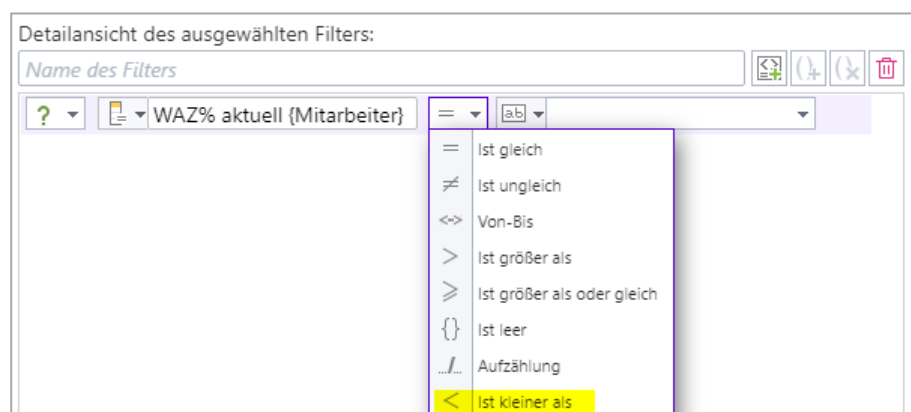 Detailansicht des ausgewählten Filters:
Name des Filters
? WAZ% aktuell {Mitarbeiter} = ab
= Ist gleich
≠ Ist ungleich
<-> Von-Bis
> Ist größer als
⩾ Ist größer als oder gleich
{} Ist leer
.../... Aufzählung
< Ist kleiner als